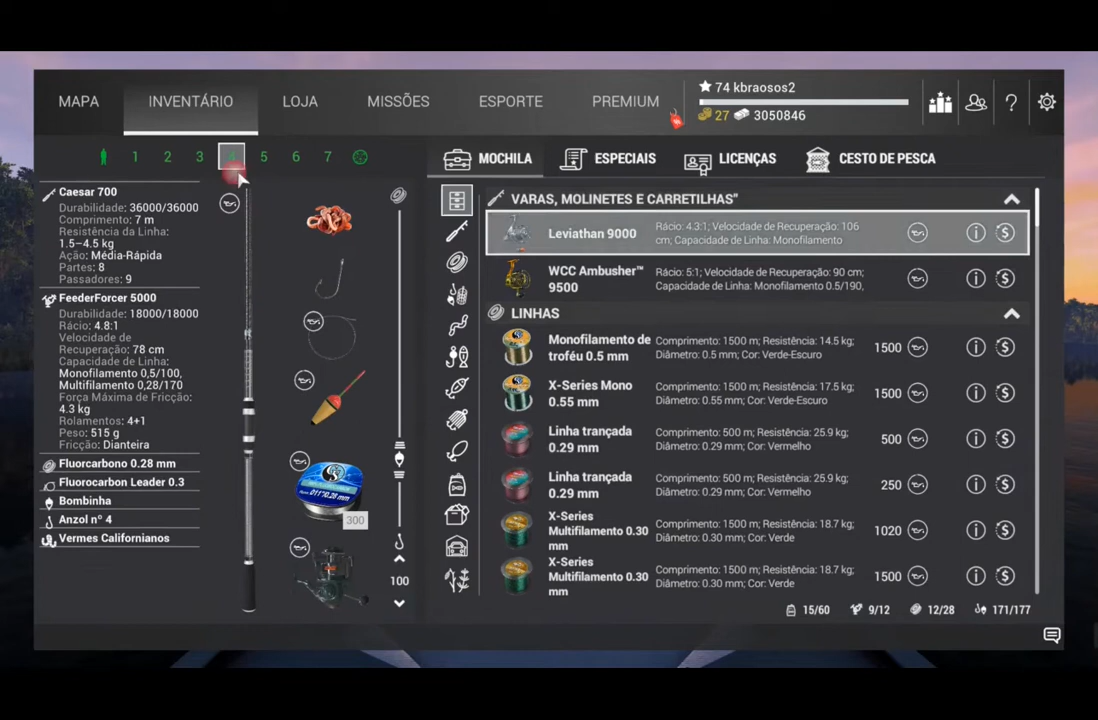 MAPA INVENTÁRIO LOJA MISSÕES ESPORTE PREMIUM
74 kbraosos2
27 3050846
1 2 3 4 5 6 7
MOCHILA ESPECIAIS LICENÇAS CESTO DE PESCA
Caesar 700
Durabilidade: 36000/36000
Comprimento: 7 m
Resistência da
Linha:
1.5–4.5 kg
Ação: Média-Rápida
Partes: 8
Passadores: 9
FeederForcer 5000
Durabilidade: 18000/18000
Rácio: 4.8:1
Velocidade de
Recuperação: 78 cm
Capacidade de Linha:
Monofilamento 0,5/100,
Multifilamento 0,28/170
Força Máxima de Fricção:
4.3 kg
Rolamentos: 4+1
Peso: 515 g
Fricção: Dianteira
Fluorcarbono 0.28 mm
Fluorocarbon Leader 0.3
Bombinha
Anzol nº 4
Vermes Californianos
0.28 mm
300
100
VARAS, MOLINETES E CARRETILHAS"
Leviathan 9000
Rácio: 4.3:1; Velocidade de Recuperação: 106
cm; Capacidade de Linha: Monofilamento
WCC Ambusher™
9500
Rácio: 5:1; Velocidade de Recuperação: 90 cm;
Capacidade de Linha: Monofilamento 0.5/190,
LINHAS
Monofilamento de
troféu 0.5 mm
Comprimento: 1500 m; Resistência: 14.5 kg;
Diâmetro: 0.5 mm; Cor: Verde-Escuro
1500
X-Series Mono
0.55 mm
Comprimento: 1500 m; Resistência: 17.5 kg;
Diâmetro: 0.55 mm; Cor: Verde-Escuro
1500
Linha trançada
0.29 mm
Comprimento: 500 m; Resistência: 25.9 kg;
Diâmetro: 0.29 mm; Cor: Vermelho
500
Linha trançada
0.29 mm
Comprimento: 500 m; Resistência: 25.9 kg;
Diâmetro: 0.29 mm; Cor: Vermelho
250
X-Series
Multifilamento 0.30
mm
Comprimento: 1500 m; Resistência: 18.7 kg;
Diâmetro: 0.30 mm; Cor: Verde
1020
X-Series
Multifilamento 0.30
mm
Comprimento: 1500 m; Resistência: 18.7 kg;
Diâmetro: 0.30 mm; Cor: Verde
1500
15/60 9/12 12/28 171/177